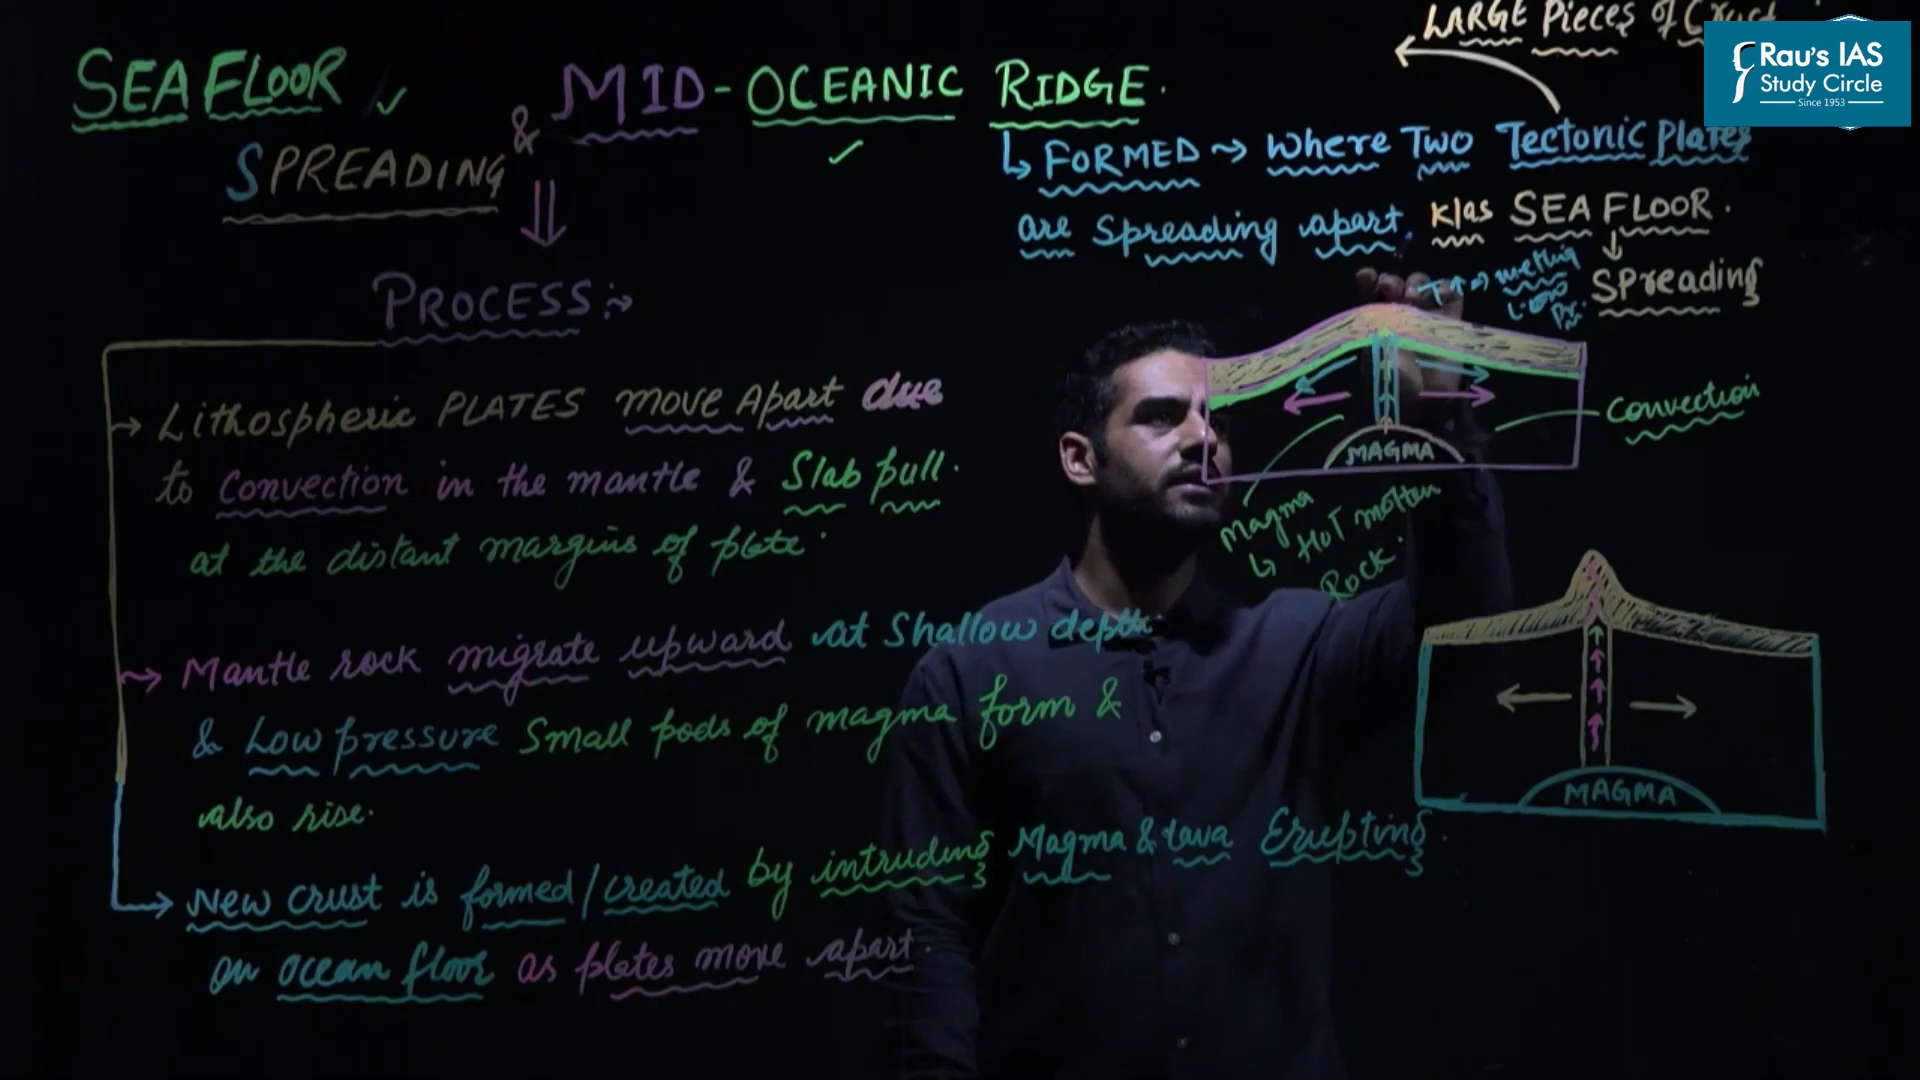 LARGE Pieces of Crust
Rau's IAS
Study Circle
Since 1953
SEA FLOOR
SPREADING
&
MID-OCEANIC RIDGE.
FORMED ~> Where Two Tectonic Plates
are Spreading apart. K/as SEA FLOOR.
Spreading
T↑ => melting
Low
Pr.
PROCESS:~>
→ Lithospheric PLATES move Apart due
to Convection in the mantle & Slab pull.
at the distant margins of plate.
MAGMA
Convection
Magma
↳ HOT molten
Rock.
→ Mantle rock migrate upward at Shallow depth.
& Low pressure Small pods of magma form &
also rise.
MAGMA
→ New crust is formed/created by intruding Magma & lava Erupting.
on ocean floor as plates move apart.